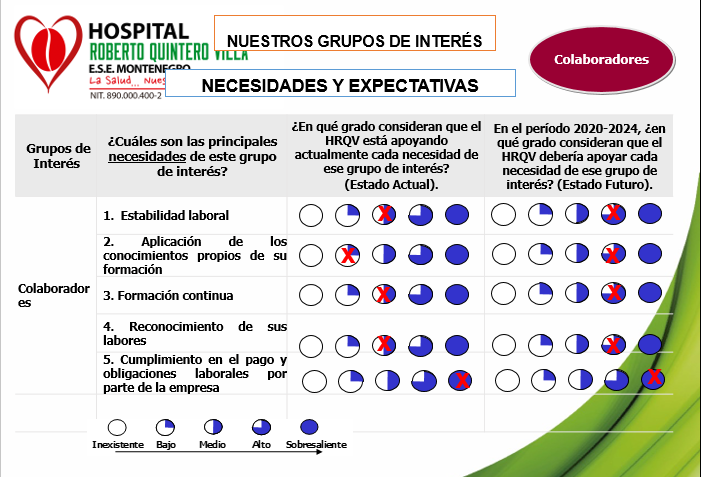 HOSPITAL
ROBERTO QUINTERO VILLA
E.S.E. MONTENEGRO
La Salud...
NIT. 890.000.400-2
NUESTROS GRUPOS DE INTERÉS
NECESIDADES Y EXPECTATIVAS
Colaboradores
Grupos de
Interés
¿Cuáles son las principales
necesidades de este grupo
de interés?
¿En qué grado consideran que el
HRQV está apoyando
actualmente cada necesidad de
ese grupo de interés?
(Estado Actual).
En el período 2020-2024, ¿en
qué grado consideran que el
HRQV debería apoyar cada
necesidad de ese grupo de
interés? (Estado Futuro).
Colaborador
es
1. Estabilidad laboral
X X
2. Aplicación de los
conocimientos propios de su
formación
X X
3. Formación continua
X X
4. Reconocimiento de sus
labores
X X
5. Cumplimiento en el pago y
obligaciones laborales por
parte de la empresa
X X
Inexistente Bajo Medio Alto Sobresaliente